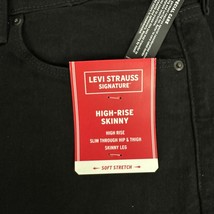 LEVI STRAUSS
SIGNATURE
HIGH-RISE
SKINNY
HIGH RISE
SLIM THROUGH HIP & THIGH
SKINNY LEG
SOFT STRETCH